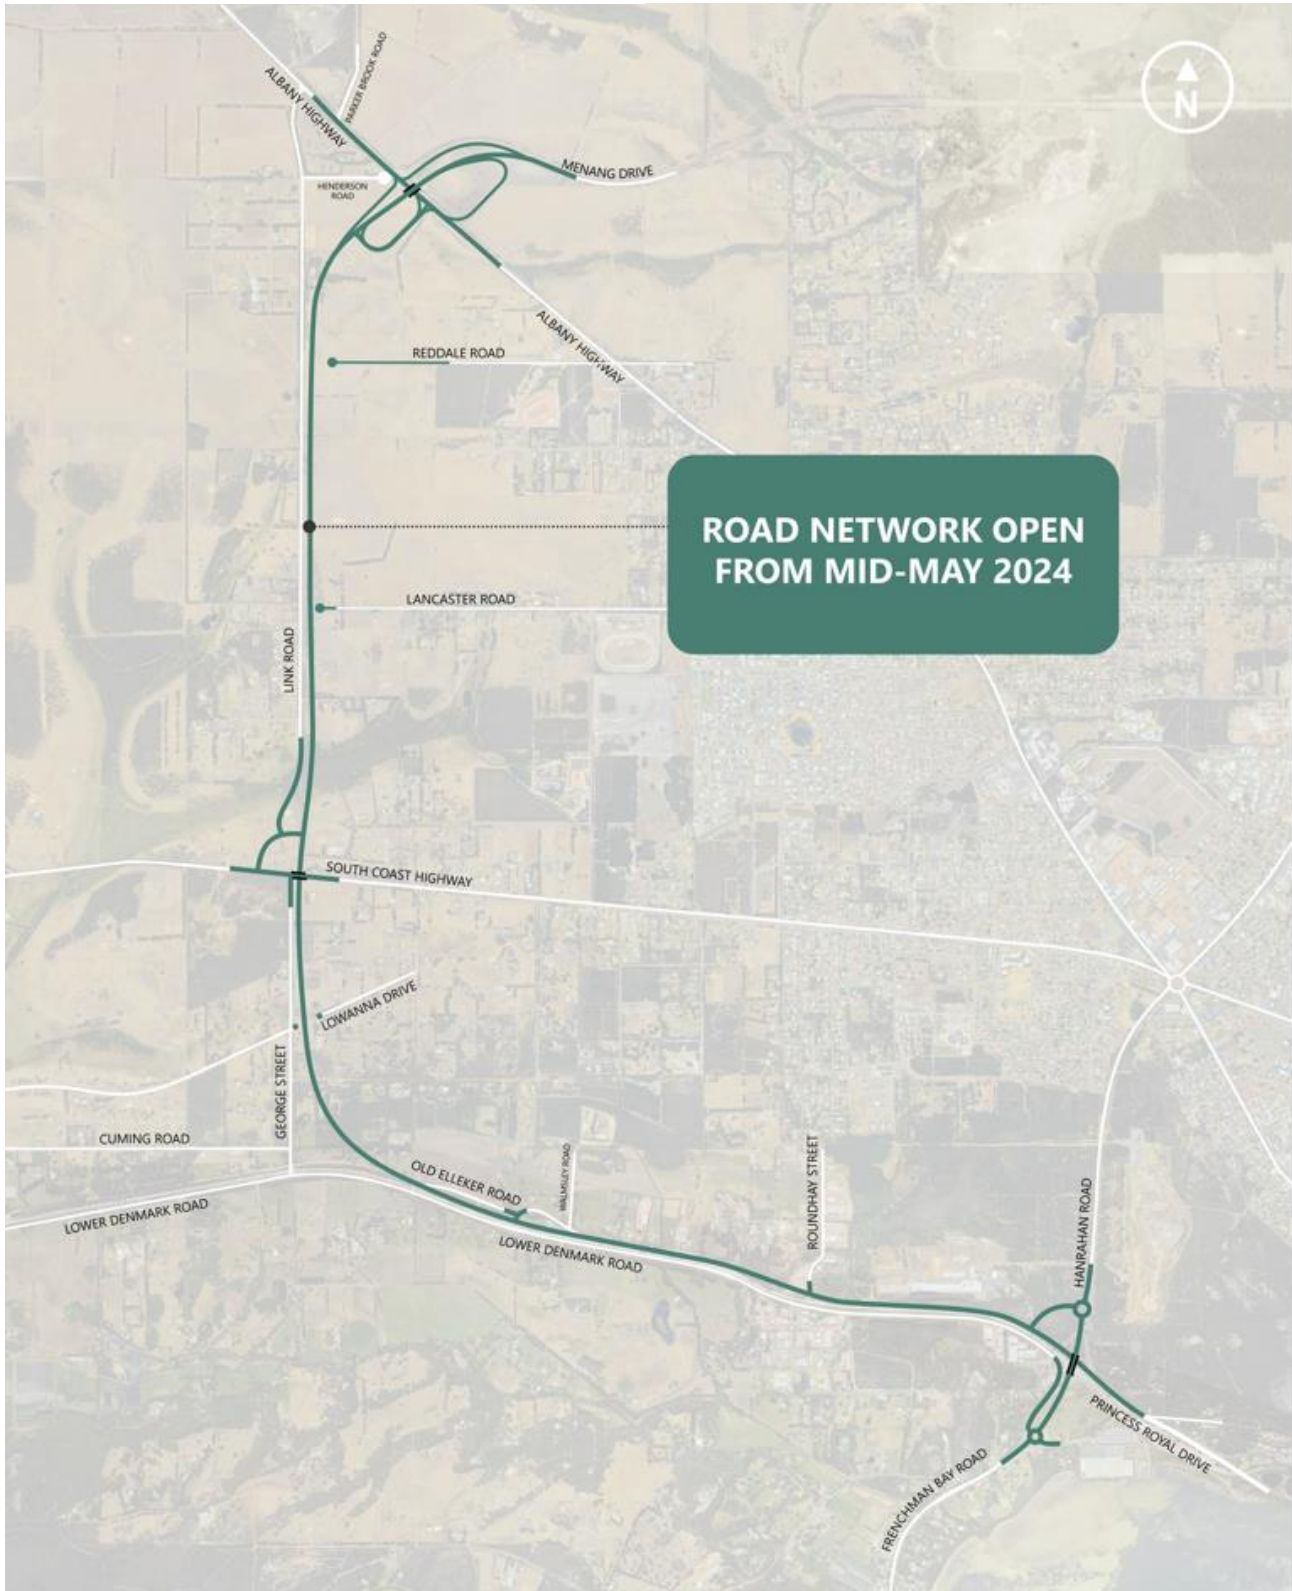 PARKER BROOK ROAD
ALBANY HIGHWAY
N
MENANG DRIVE
HENDERSON
ROAD
ALBANY HIGHWAY
REDDALE ROAD
ROAD NETWORK OPEN
FROM MID-MAY 2024
LANCASTER ROAD
LINK ROAD
SOUTH COAST HIGHWAY
LOWANNA DRIVE
GEORGE STREET
CUMING ROAD
OLD ELLEKER ROAD
WALMSLEY ROAD
ROUNDHAY STREET
HANRAHAN ROAD
LOWER DENMARK ROAD
LOWER DENMARK ROAD
PRINCESS ROYAL DRIVE
FRENCHMAN BAY ROAD